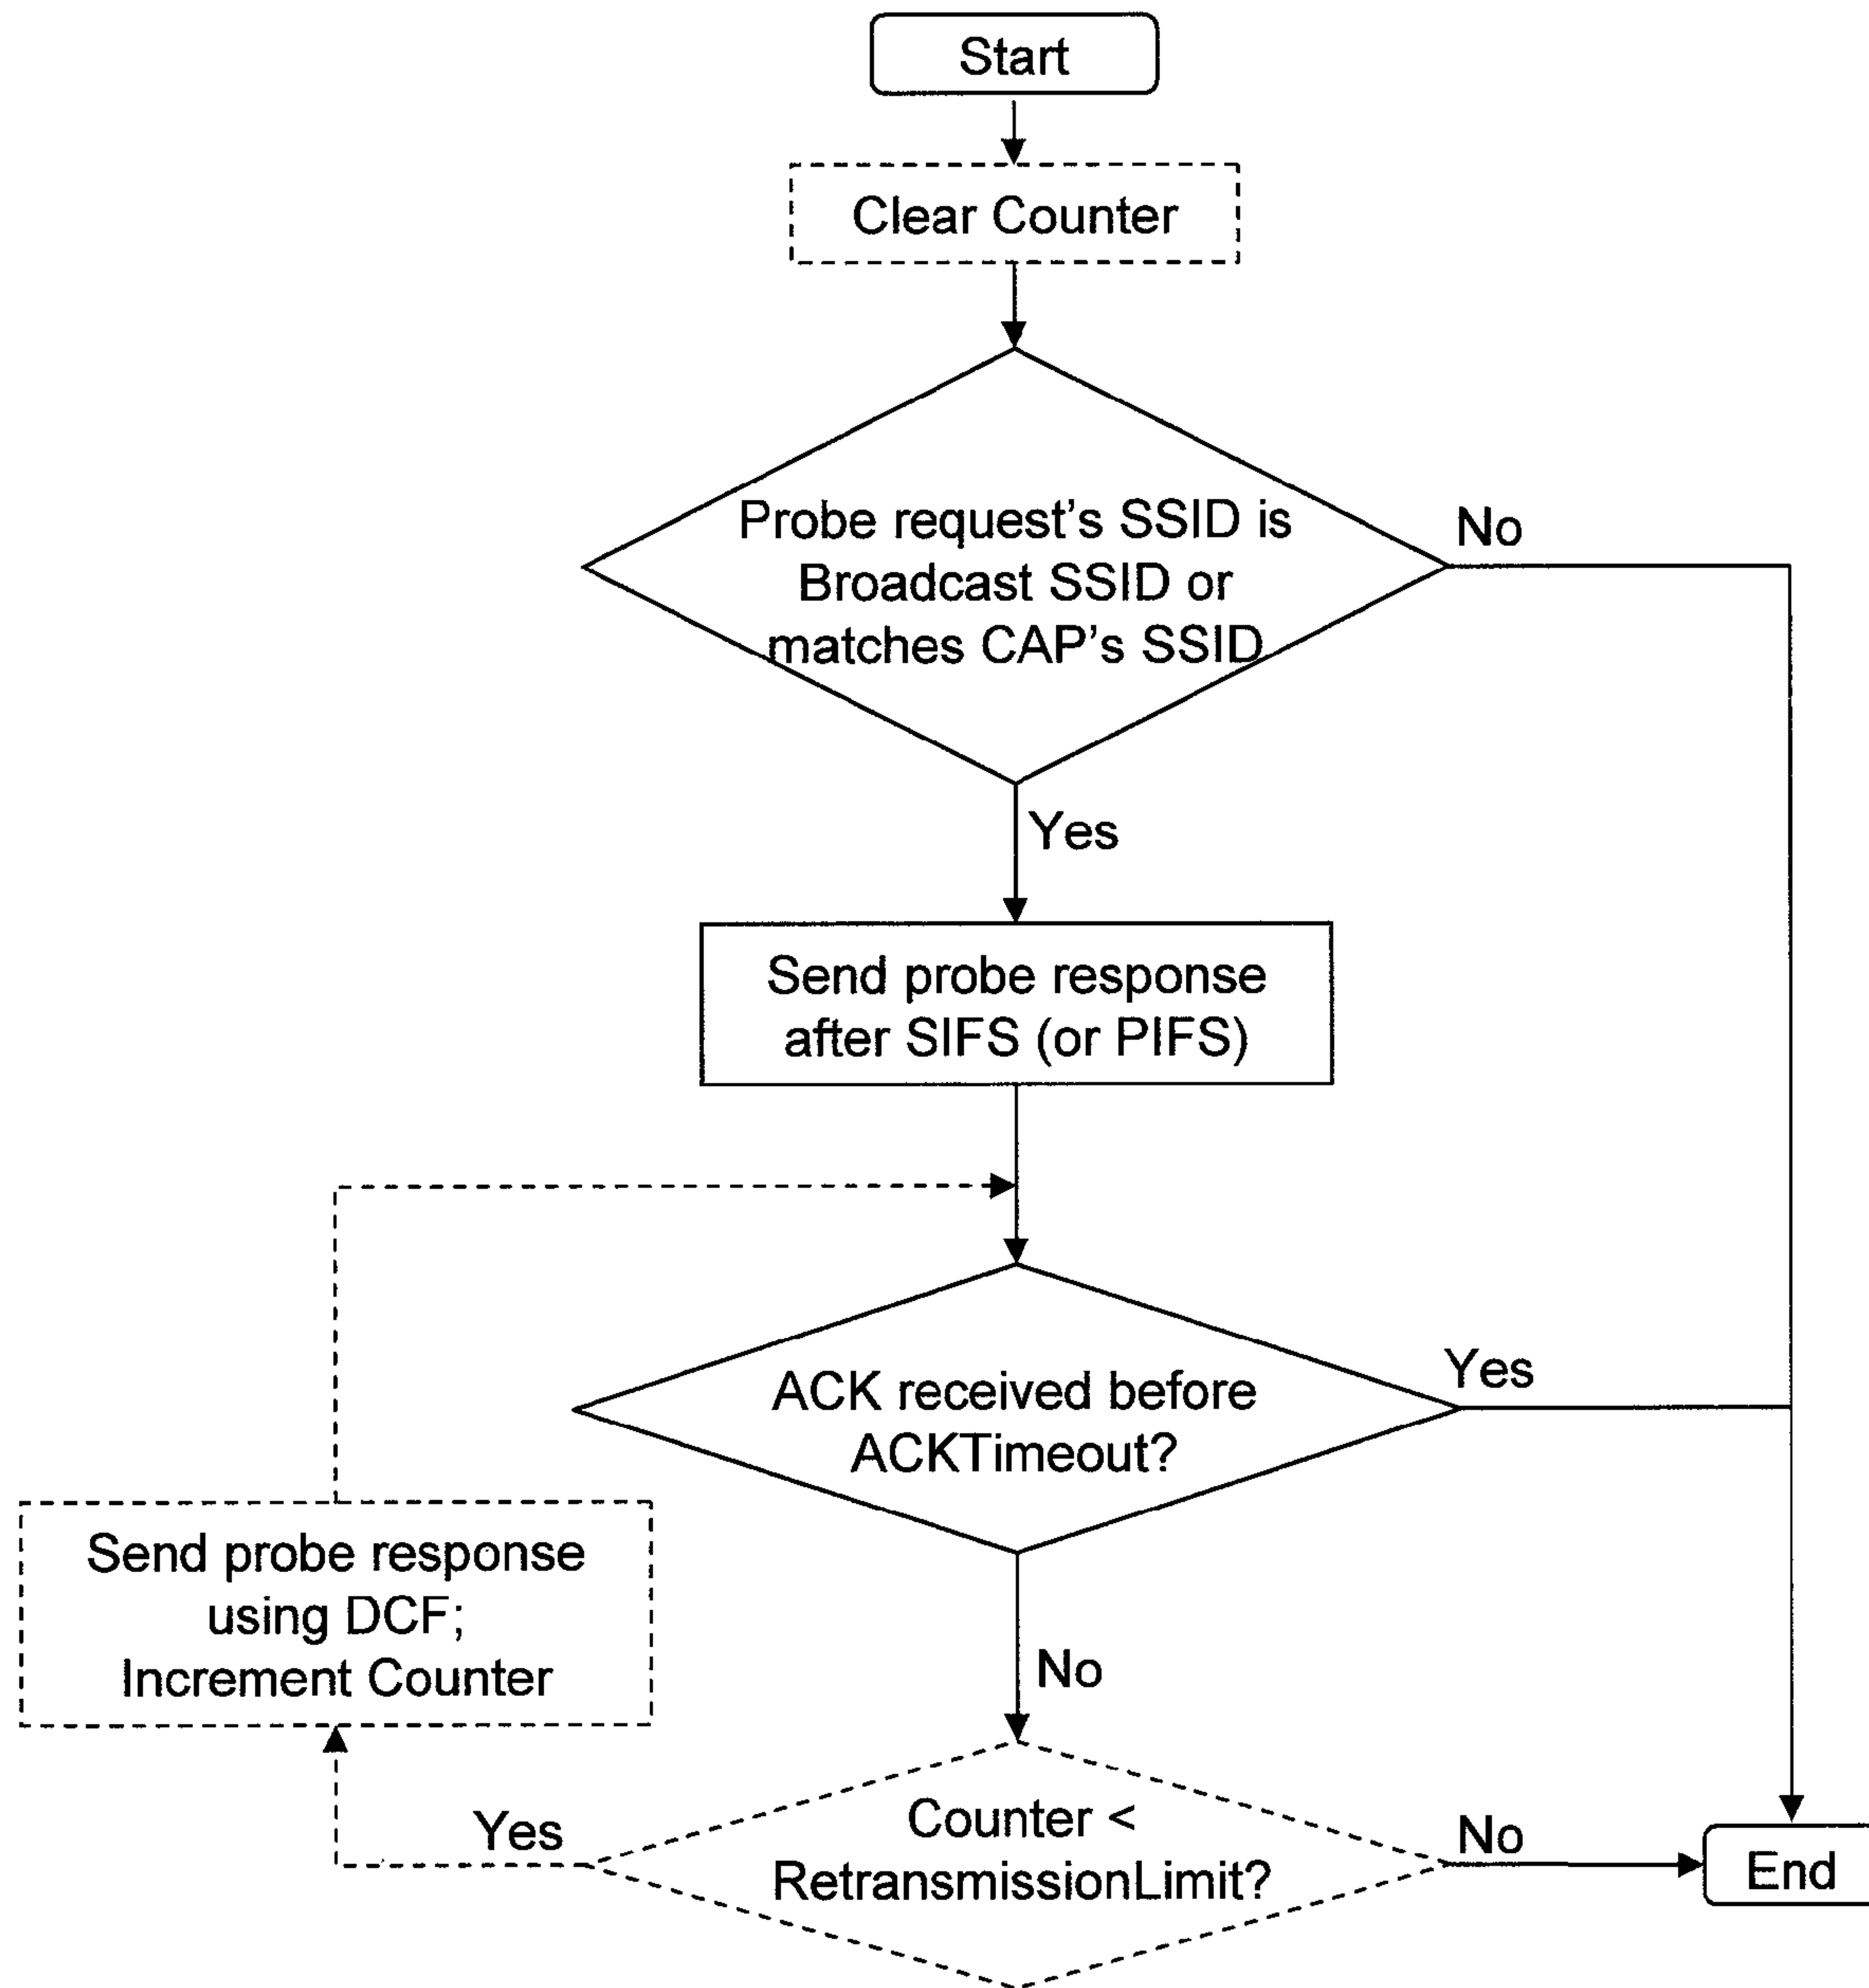 Start
Clear Counter
Probe request’s SSID is
Broadcast SSID or
matches CAP’s SSID
No
Yes
Send probe response
after SIFS (or PIFS)
ACK received before
ACKTimeout?
Yes
Send probe response
using DCF;
Increment Counter
No
Counter <
RetransmissionLimit?
Yes
No
End